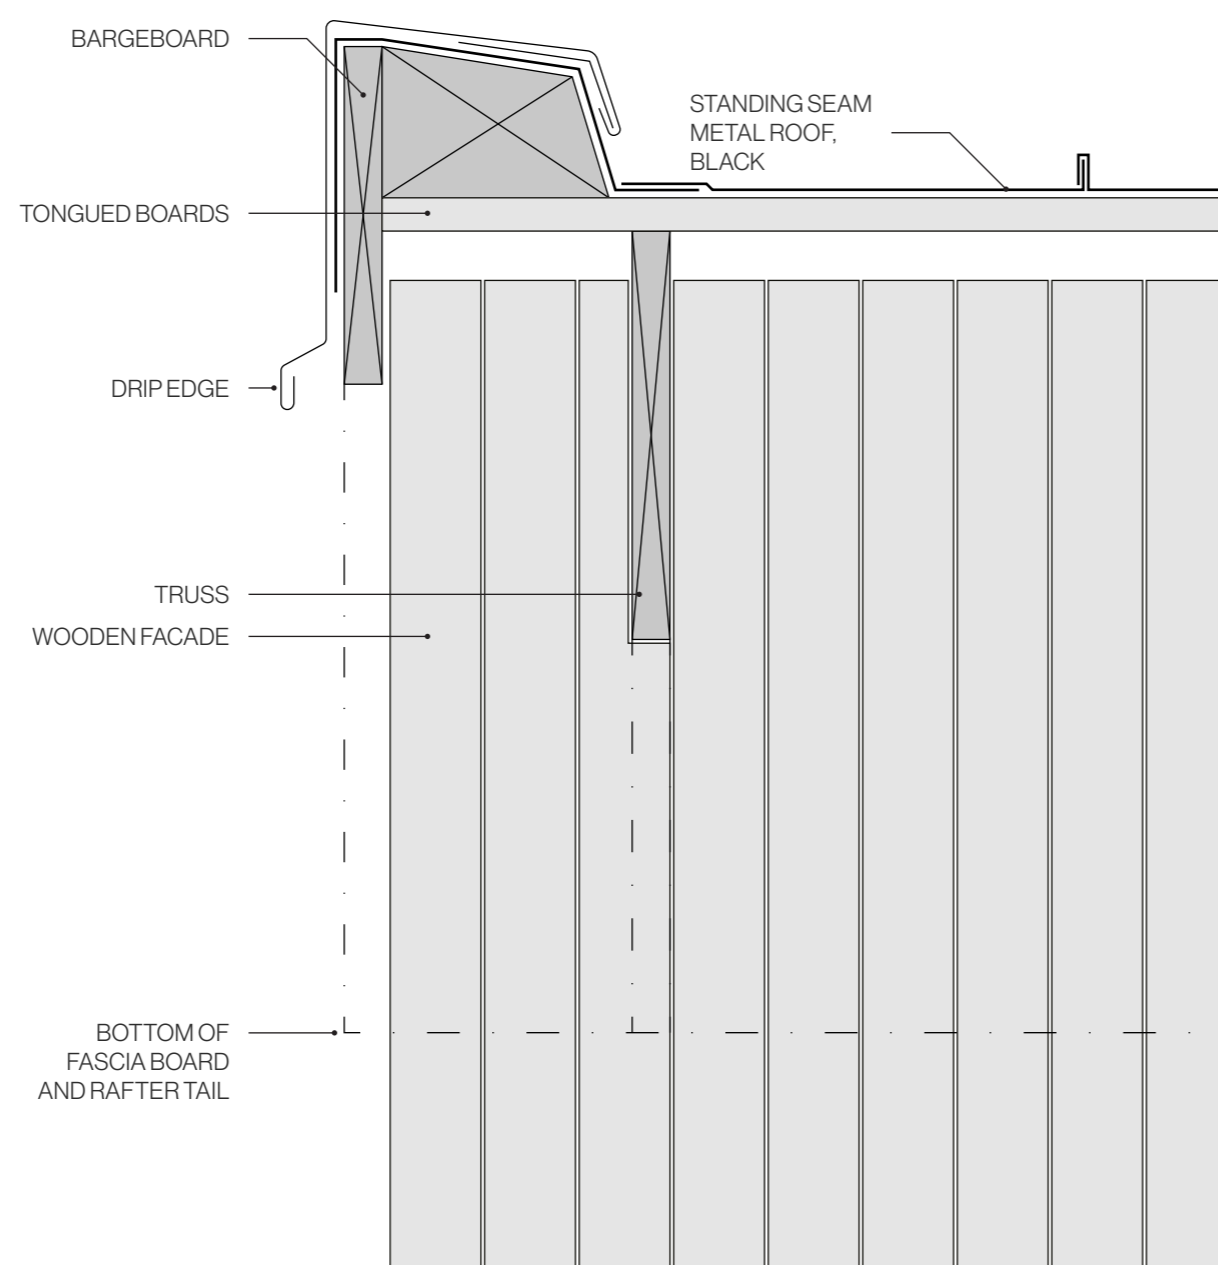 BARGEBOARD
STANDING SEAM
METAL ROOF,
BLACK
TONGUED BOARDS
DRIP EDGE
TRUSS
WOODEN FACADE
BOTTOM OF
FASCIA BOARD
AND RAFTER TAIL